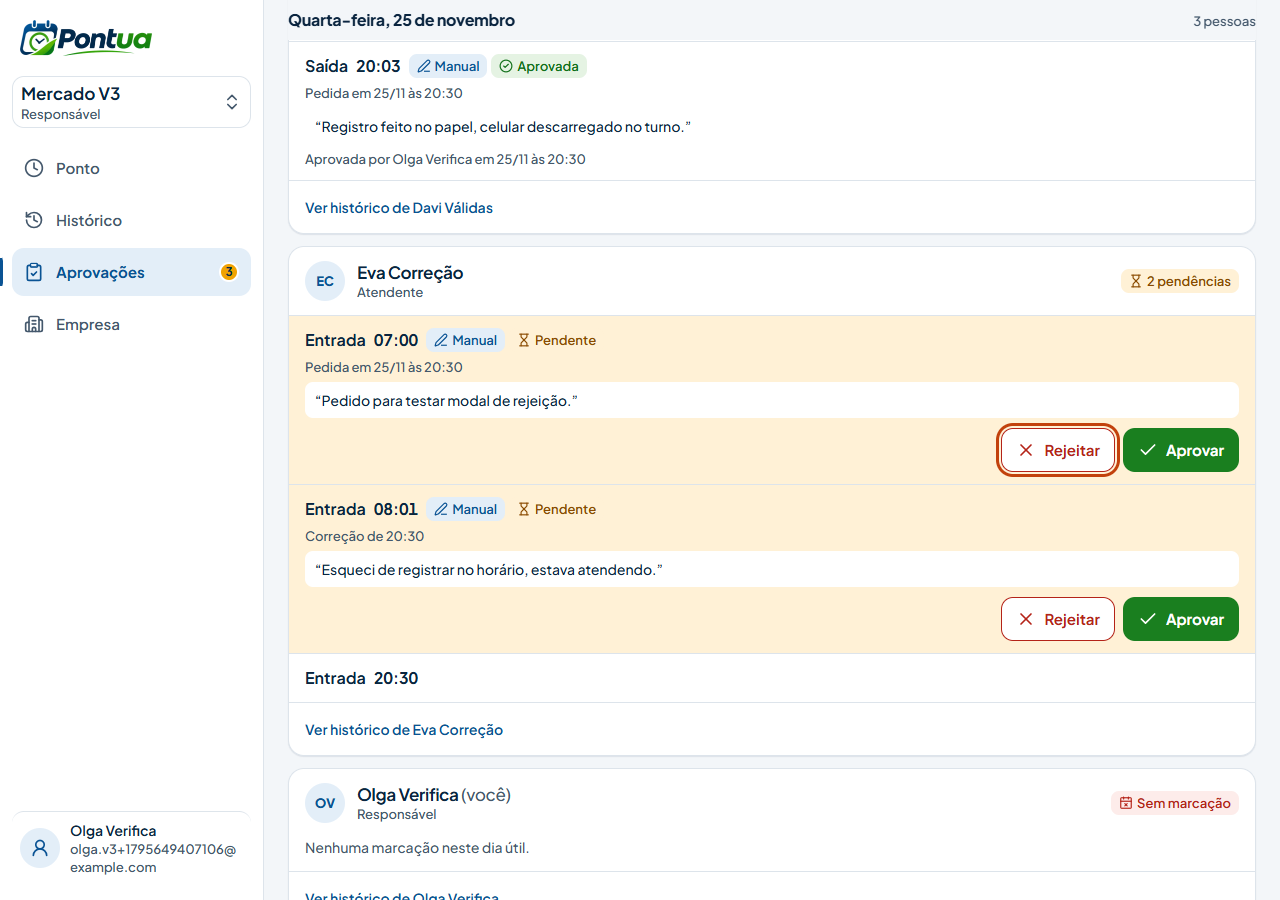 Pontua
Mercado V3
Responsável
Ponto
Histórico
Aprovações 3
Empresa
Olga Verifica
olga.v3+1795649407106@
example.com
Quarta-feira, 25 de novembro
3 pessoas
Saída 20:03 Manual Aprovada
Pedida em 25/11 às 20:30
“Registro feito no papel, celular descarregado no turno.”
Aprovada por Olga Verifica em 25/11 às 20:30
Ver histórico de Davi Válidas
EC
Eva Correção
Atendente
2 pendências
Entrada 07:00 Manual Pendente
Pedida em 25/11 às 20:30
“Pedido para testar modal de rejeição.”
Rejeitar Aprovar
Entrada 08:01 Manual Pendente
Correção de 20:30
“Esqueci de registrar no horário, estava atendendo.”
Rejeitar Aprovar
Entrada 20:30
Ver histórico de Eva Correção
OV
Olga Verifica (você)
Responsável
Sem marcação
Nenhuma marcação neste dia útil.
Ver histórico de Olga Verifica